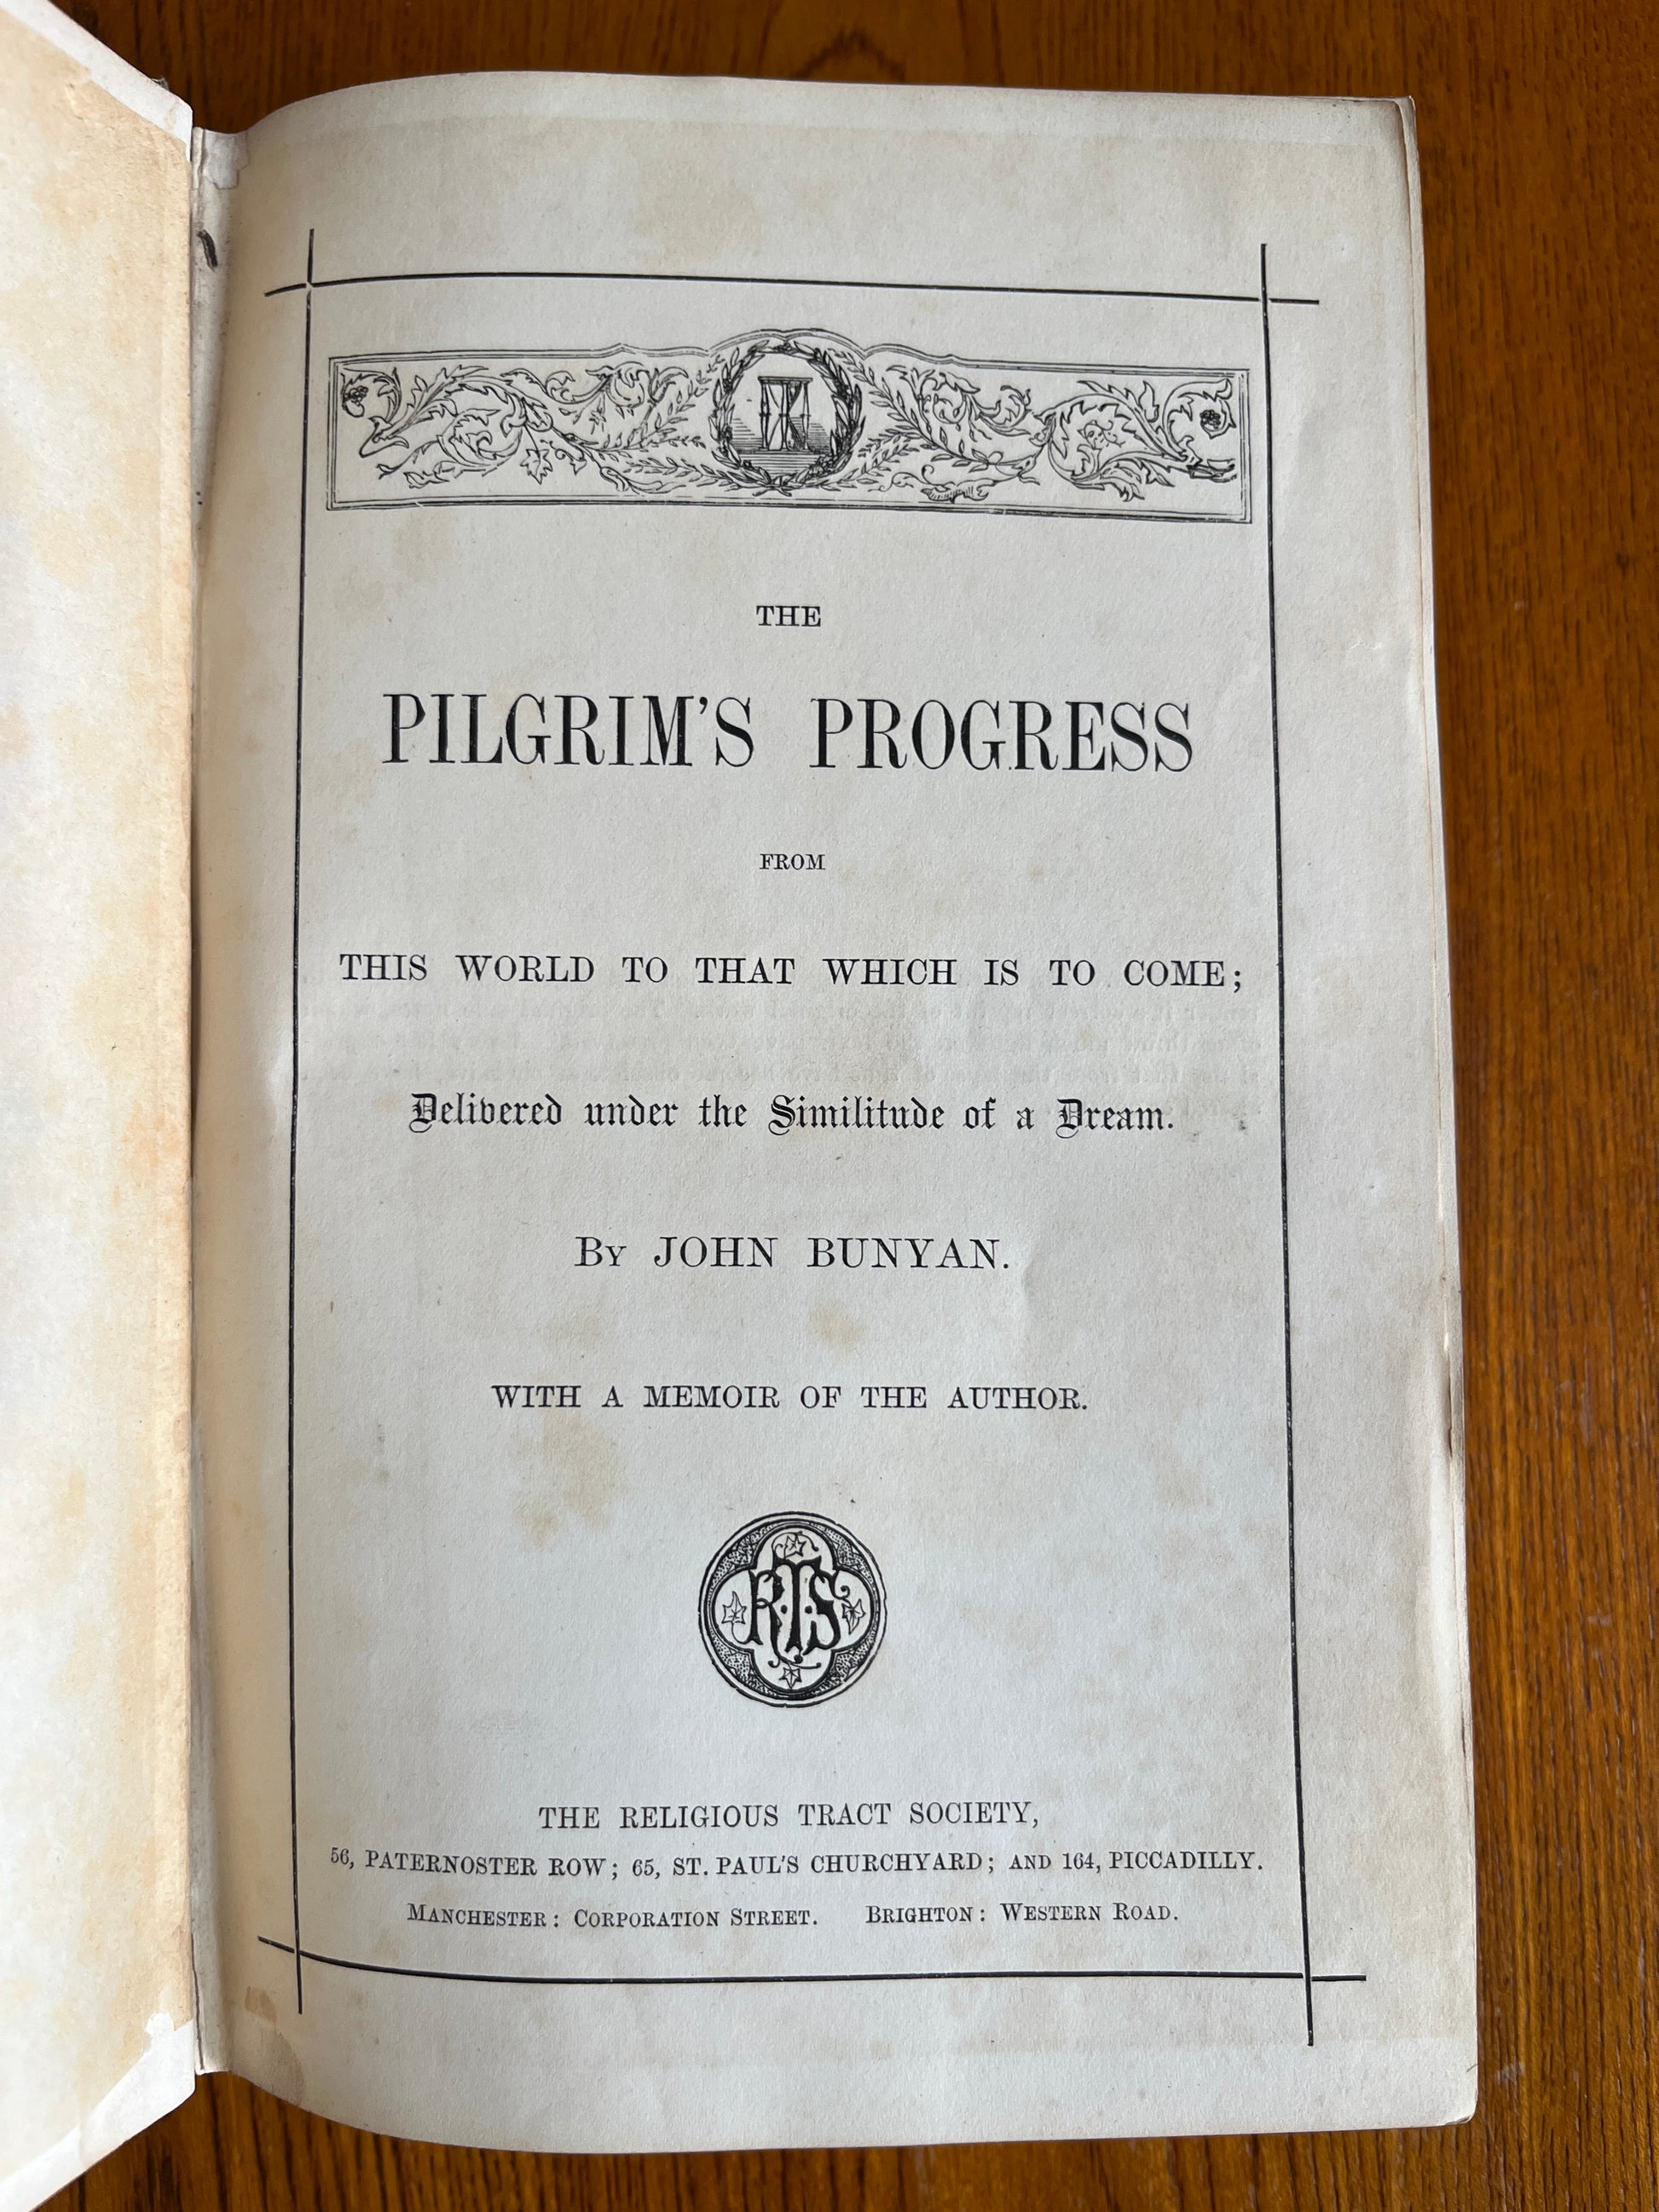 THE
PILGRIM'S PROGRESS
FROM
THIS WORLD TO THAT WHICH IS TO COME;
Delivered under the Similitude of a Dream.
By JOHN BUNYAN.
WITH A MEMOIR OF THE AUTHOR.
R·T·S
THE RELIGIOUS TRACT SOCIETY,
56, PATERNOSTER ROW; 65, ST. PAUL'S CHURCHYARD; AND 164, PICCADILLY.
MANCHESTER: CORPORATION STREET. BRIGHTON: WESTERN ROAD.